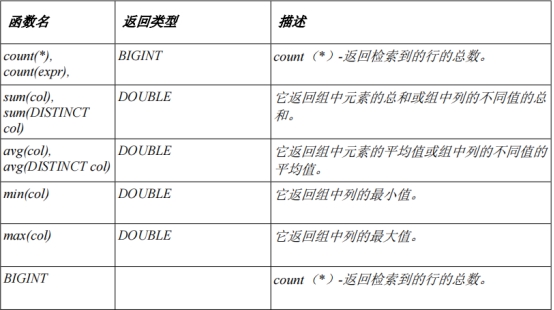 函数名 返回类型 描述
count(*), BIGINT count（*）-返回检索到的行的总数。
count(expr),
sum(col), DOUBLE 它返回组中元素的总和或组中列的不同值的总
sum(DISTINCT 和。
col)
avg(col), DOUBLE 它返回组中元素的平均值或组中列的不同值的
avg(DISTINCT col) 平均值。
min(col) DOUBLE 它返回组中列的最小值。
max(col) DOUBLE 它返回组中列的最大值。
BIGINT count（*）-返回检索到的行的总数。